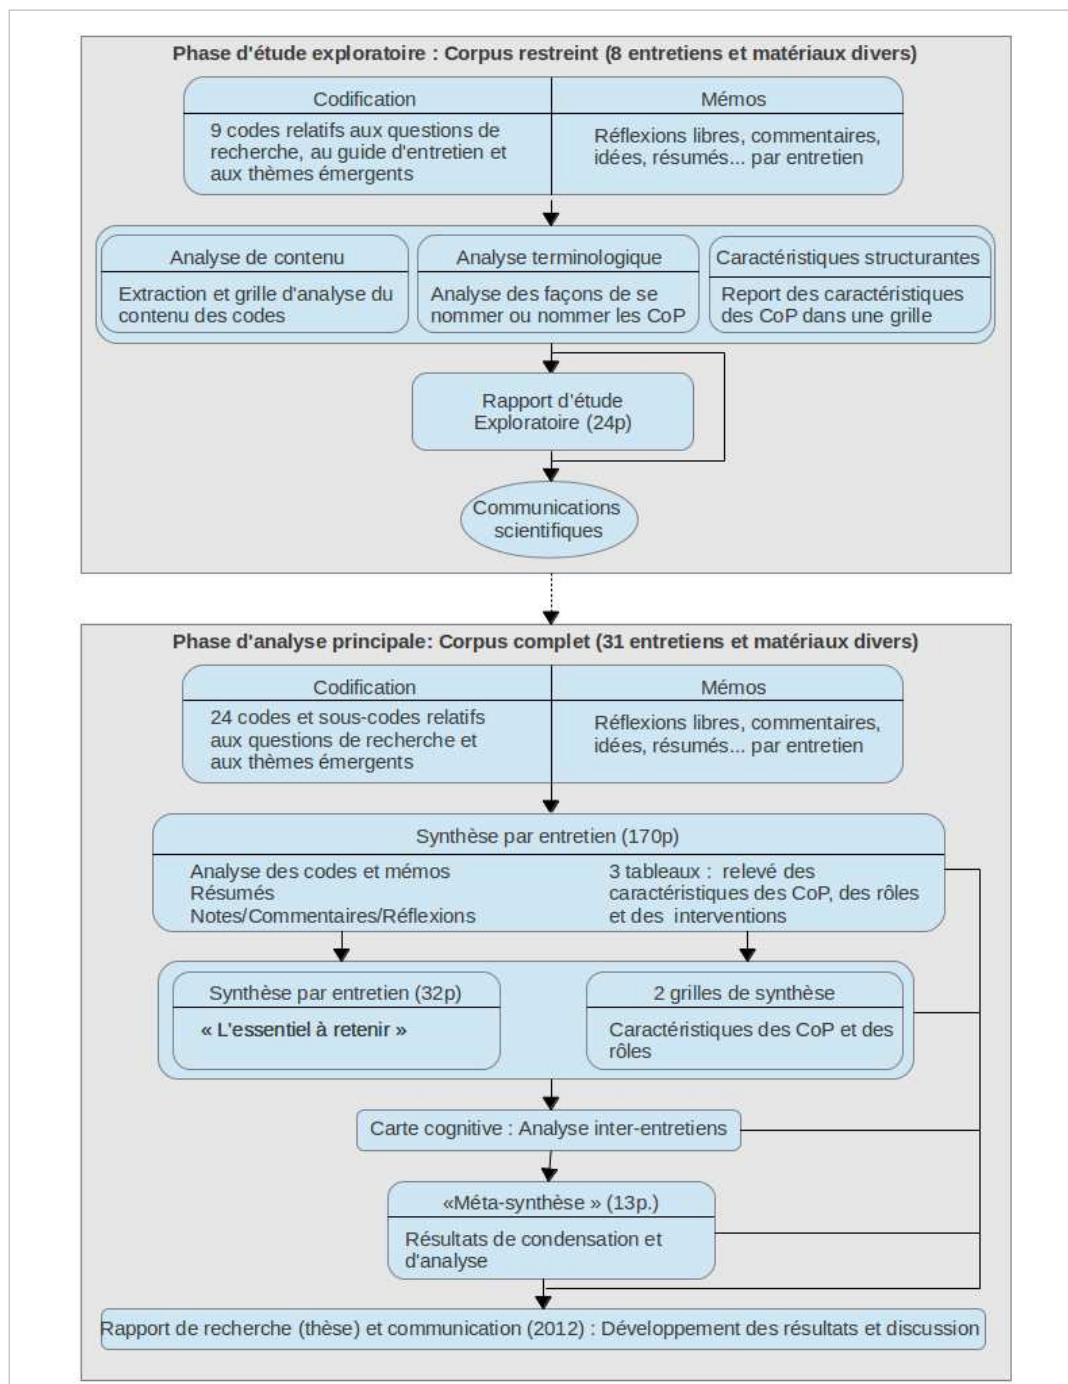 Phase d'étude exploratoire : Corpus restreint (8 entretiens et matériaux divers)
Codification
9 codes relatifs aux questions de
recherche, au guide d'entretien et
aux thèmes émergents
Mémos
Réflexions libres, commentaires,
idées, résumés... par entretien
Analyse de contenu
Extraction et grille d'analyse du
contenu des codes
Analyse terminologique
Analyse des façons de se
nommer ou nommer les CoP
Caractéristiques structurantes
Report des caractéristiques
des CoP dans une grille
Rapport d'étude
Exploratoire (24p)
Communications
scientifiques
Phase d'analyse principale: Corpus complet (31 entretiens et matériaux divers)
Codification
24 codes et sous-codes relatifs
aux questions de recherche et
aux thèmes émergents
Mémos
Réflexions libres, commentaires,
idées, résumés... par entretien
Synthèse par entretien (170p)
Analyse des codes et mémos
Résumés
Notes/Commentaires/Réflexions
3 tableaux : relevé des
caractéristiques des CoP, des rôles
et des interventions
Synthèse par entretien (32p)
« L'essentiel à retenir »
2 grilles de synthèse
Caractéristiques des CoP et des
rôles
Carte cognitive : Analyse inter-entretiens
«Méta-synthèse » (13p.)
Résultats de condensation et
d'analyse
Rapport de recherche (thèse) et communication (2012) : Développement des résultats et discussion